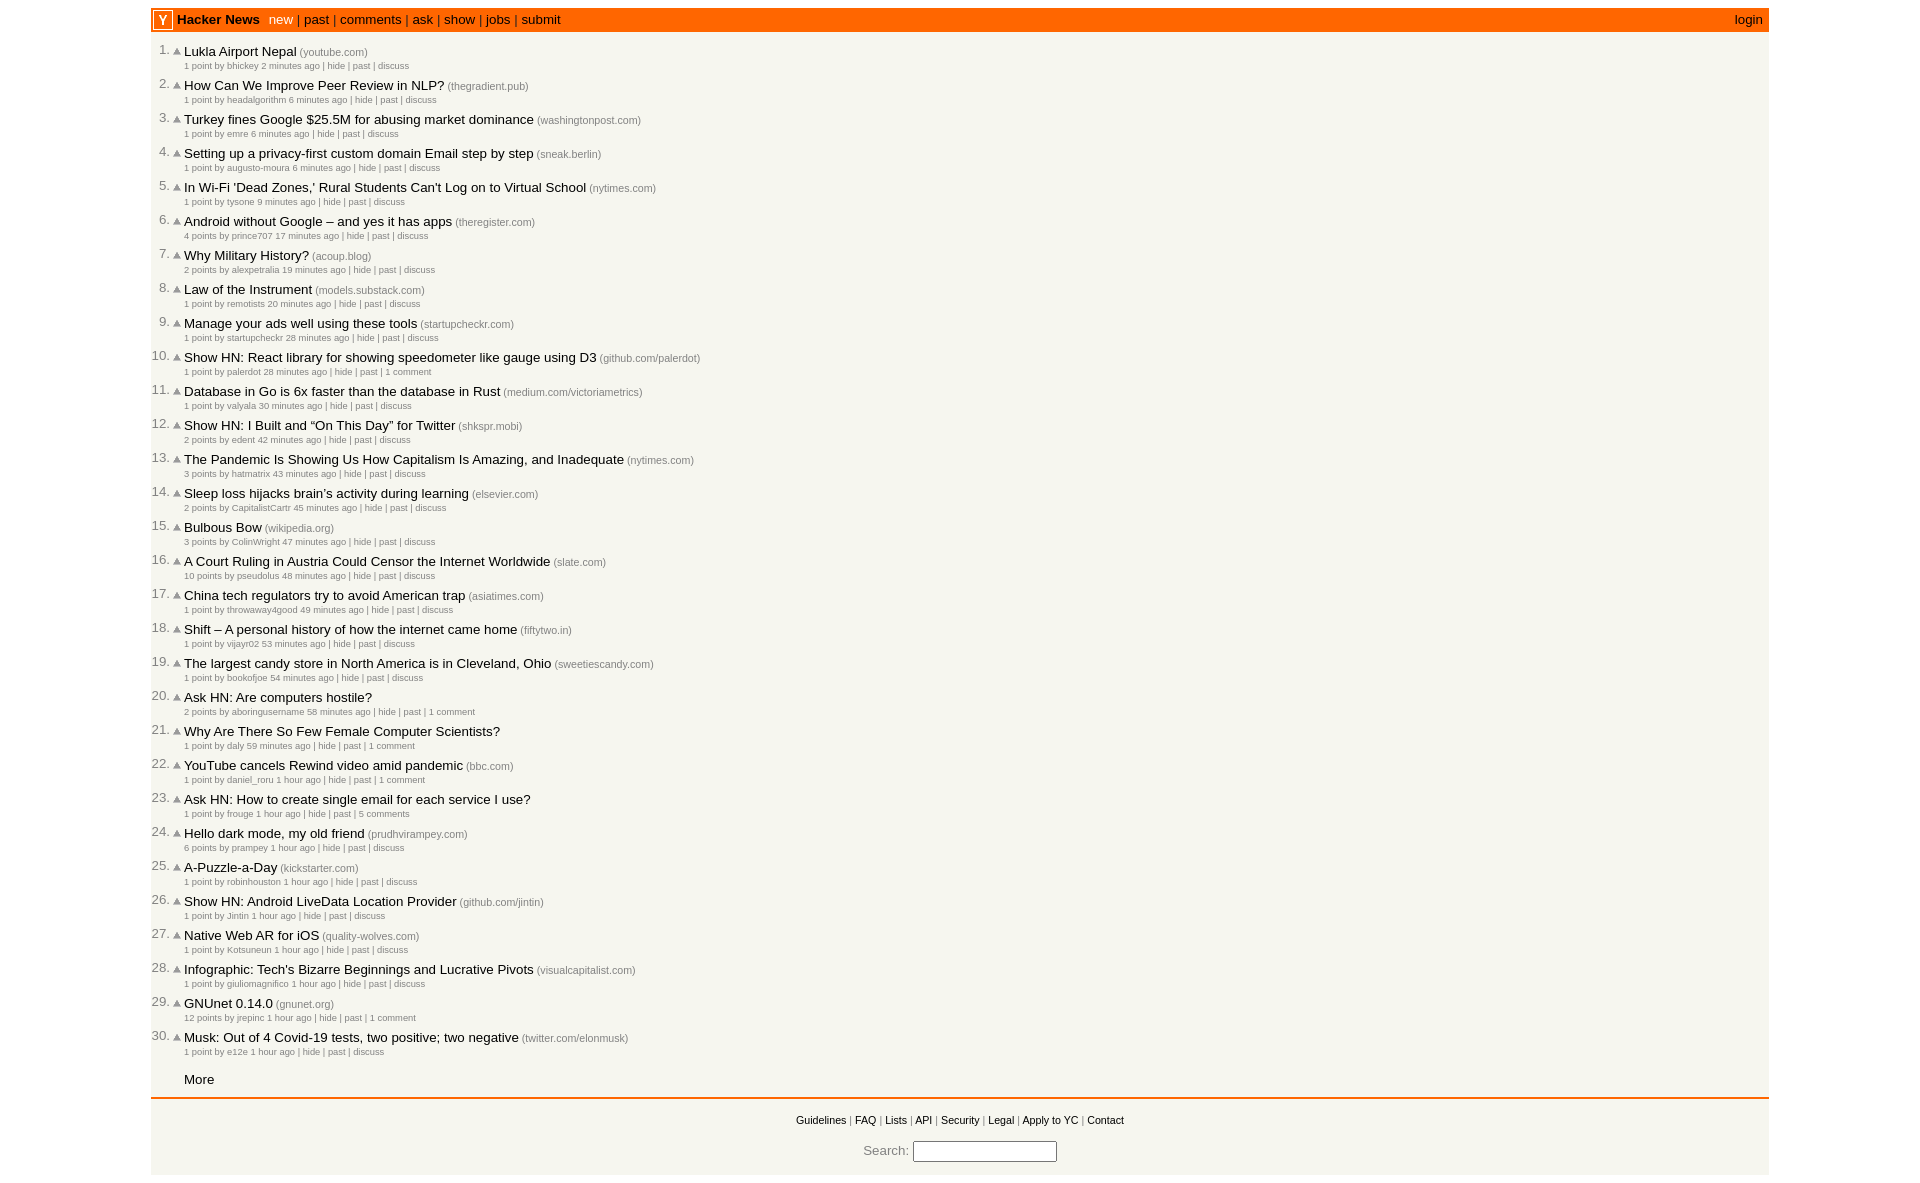 Y Hacker News new | past | comments | ask | show | jobs | submit login
1. Lukla Airport Nepal (youtube.com)
1 point by bhickey 2 minutes ago | hide | past | discuss
2. How Can We Improve Peer Review in NLP? (thegradient.pub)
1 point by headalgorithm 6 minutes ago | hide | past | discuss
3. Turkey fines Google $25.5M for abusing market dominance (washingtonpost.com)
1 point by emre 6 minutes ago | hide | past | discuss
4. Setting up a privacy-first custom domain Email step by step (sneak.berlin)
1 point by augusto-moura 6 minutes ago | hide | past | discuss
5. In Wi-Fi 'Dead Zones,' Rural Students Can't Log on to Virtual School (nytimes.com)
1 point by tysone 9 minutes ago | hide | past | discuss
6. Android without Google – and yes it has apps (theregister.com)
4 points by prince707 17 minutes ago | hide | past | discuss
7. Why Military History? (acoup.blog)
2 points by alexpetralia 19 minutes ago | hide | past | discuss
8. Law of the Instrument (models.substack.com)
1 point by remotists 20 minutes ago | hide | past | discuss
9. Manage your ads well using these tools (startupcheckr.com)
1 point by startupcheckr 28 minutes ago | hide | past | discuss
10. Show HN: React library for showing speedometer like gauge using D3 (github.com/palerdot)
1 point by palerdot 28 minutes ago | hide | past | 1 comment
11. Database in Go is 6x faster than the database in Rust (medium.com/victoriametrics)
1 point by valyala 30 minutes ago | hide | past | discuss
12. Show HN: I Built and “On This Day” for Twitter (shkspr.mobi)
2 points by edent 42 minutes ago | hide | past | discuss
13. The Pandemic Is Showing Us How Capitalism Is Amazing, and Inadequate (nytimes.com)
3 points by hatmatrix 43 minutes ago | hide | past | discuss
14. Sleep loss hijacks brain’s activity during learning (elsevier.com)
2 points by CapitalistCartr 45 minutes ago | hide | past | discuss
15. Bulbous Bow (wikipedia.org)
3 points by ColinWright 47 minutes ago | hide | past | discuss
16. A Court Ruling in Austria Could Censor the Internet Worldwide (slate.com)
10 points by pseudolus 48 minutes ago | hide | past | discuss
17. China tech regulators try to avoid American trap (asiatimes.com)
1 point by throwaway4good 49 minutes ago | hide | past | discuss
18. Shift – A personal history of how the internet came home (fiftytwo.in)
1 point by vijayr02 53 minutes ago | hide | past | discuss
19. The largest candy store in North America is in Cleveland, Ohio (sweetiescandy.com)
1 point by bookofjoe 54 minutes ago | hide | past | discuss
20. Ask HN: Are computers hostile?
2 points by aboringusername 58 minutes ago | hide | past | 1 comment
21. Why Are There So Few Female Computer Scientists?
1 point by daly 59 minutes ago | hide | past | 1 comment
22. YouTube cancels Rewind video amid pandemic (bbc.com)
1 point by daniel_roru 1 hour ago | hide | past | 1 comment
23. Ask HN: How to create single email for each service I use?
1 point by frouge 1 hour ago | hide | past | 5 comments
24. Hello dark mode, my old friend (prudhvirampey.com)
6 points by prampey 1 hour ago | hide | past | discuss
25. A-Puzzle-a-Day (kickstarter.com)
1 point by robinhouston 1 hour ago | hide | past | discuss
26. Show HN: Android LiveData Location Provider (github.com/jintin)
1 point by Jintin 1 hour ago | hide | past | discuss
27. Native Web AR for iOS (quality-wolves.com)
1 point by Kotsuneun 1 hour ago | hide | past | discuss
28. Infographic: Tech's Bizarre Beginnings and Lucrative Pivots (visualcapitalist.com)
1 point by giuliomagnifico 1 hour ago | hide | past | discuss
29. GNUnet 0.14.0 (gnunet.org)
12 points by jrepinc 1 hour ago | hide | past | 1 comment
30. Musk: Out of 4 Covid-19 tests, two positive; two negative (twitter.com/elonmusk)
1 point by e12e 1 hour ago | hide | past | discuss
More
Guidelines | FAQ | Lists | API | Security | Legal | Apply to YC | Contact
Search: